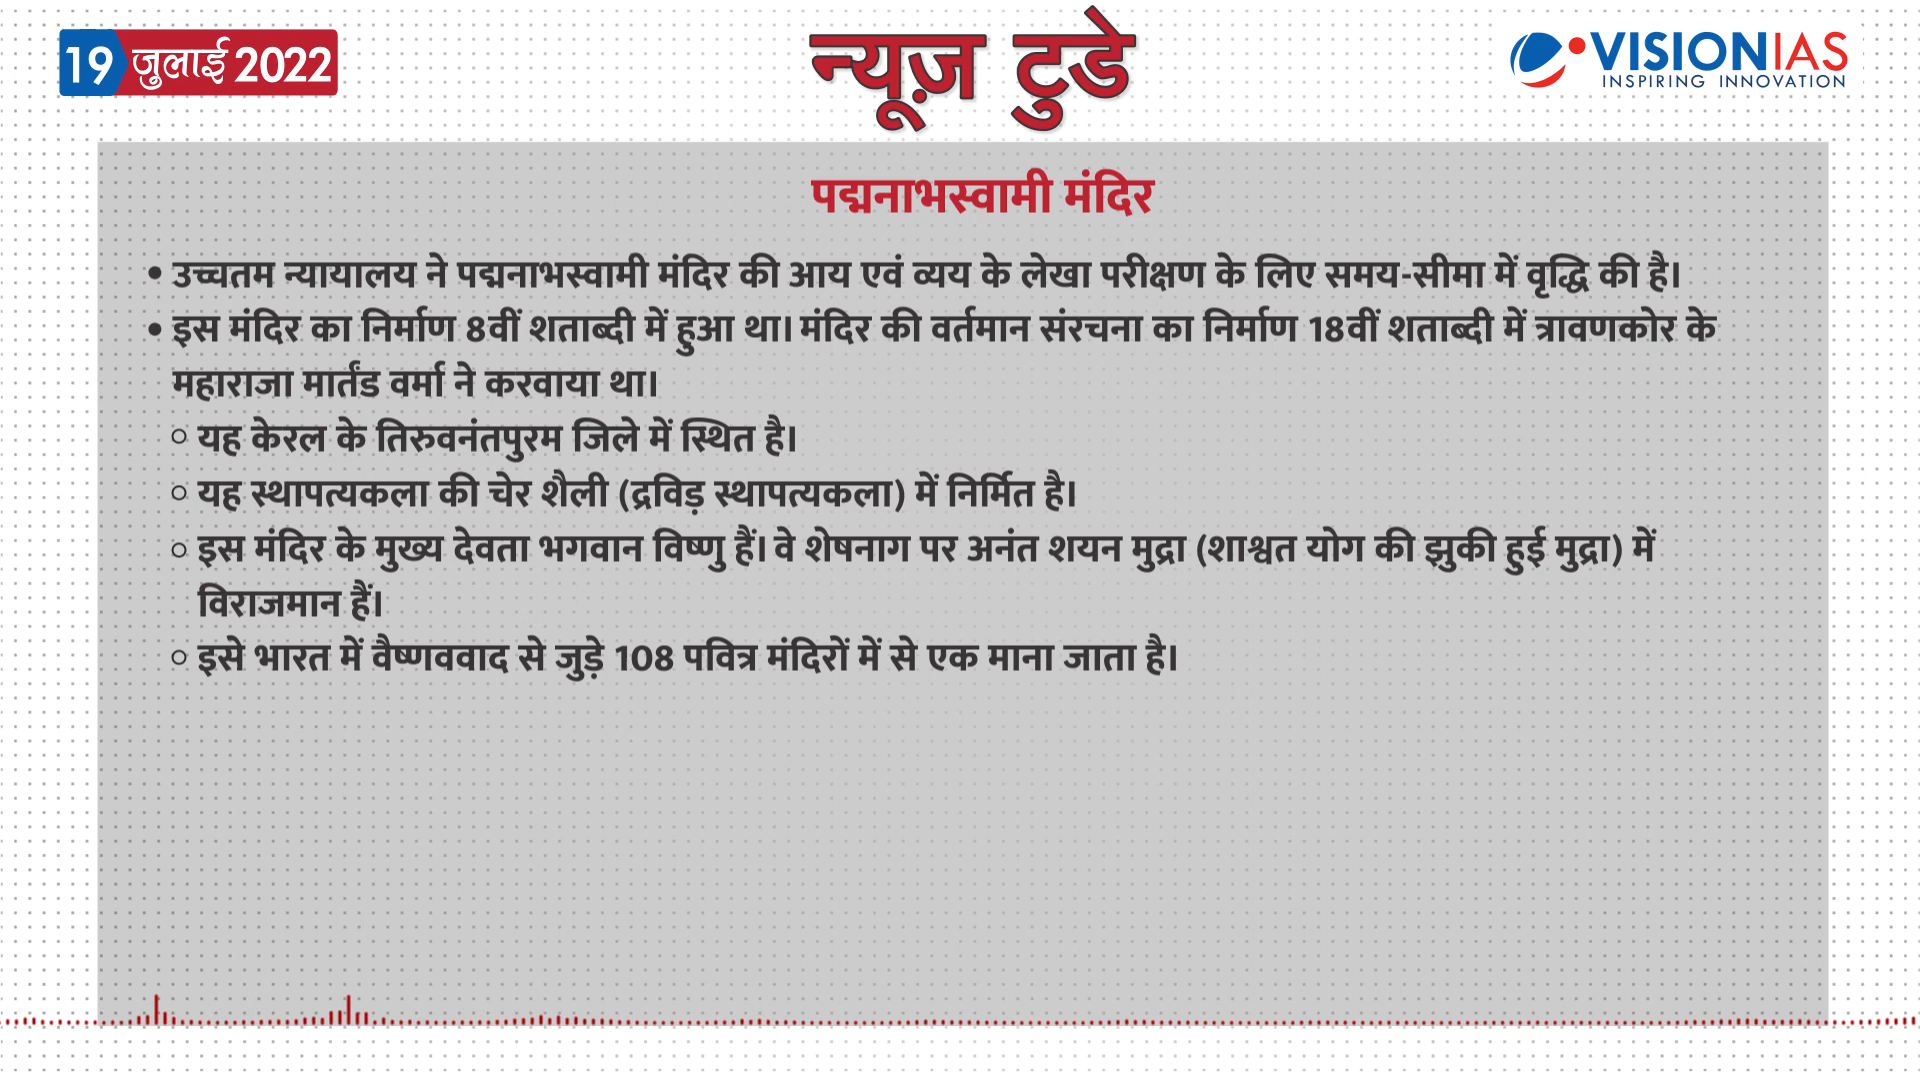 19 जुलाई 2022
न्यूज़ टुडे
VISIONIAS
INSPIRING INNOVATION
पद्मनाभस्वामी मंदिर
• उच्चतम न्यायालय ने पद्मनाभस्वामी मंदिर की आय एवं व्यय के लेखा परीक्षण के लिए समय-सीमा में वृद्धि की है।
• इस मंदिर का निर्माण 8वीं शताब्दी में हुआ था। मंदिर की वर्तमान संरचना का निर्माण 18वीं शताब्दी में त्रावणकोर के
महाराजा मार्तंड वर्मा ने करवाया था।
○ यह केरल के तिरुवनंतपुरम जिले में स्थित है।
○ यह स्थापत्यकला की चेर शैली (द्रविड़ स्थापत्यकला) में निर्मित है।
○ इस मंदिर के मुख्य देवता भगवान विष्णु हैं। वे शेषनाग पर अनंत शयन मुद्रा (शाश्वत योग की झुकी हुई मुद्रा) में
विराजमान हैं।
○ इसे भारत में वैष्णववाद से जुड़े 108 पवित्र मंदिरों में से एक माना जाता है।